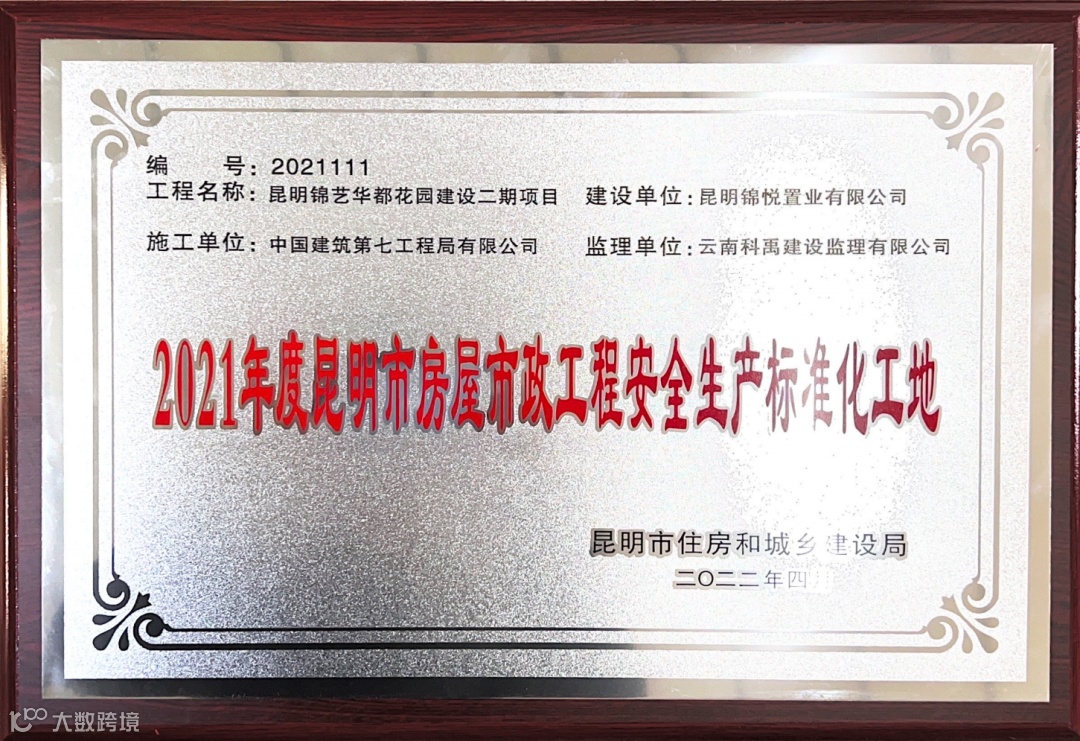 编 号：2021111
工程名称：昆明锦艺华都花园建设二期项目 建设单位：昆明锦悦置业有限公司
施工单位：中国建筑第七工程局有限公司 监理单位：云南科禹建设监理有限公司
2021年度昆明市房屋市政工程安全生产标准化工地
昆明市住房和城乡建设局
二〇二二年四月
大数跨境